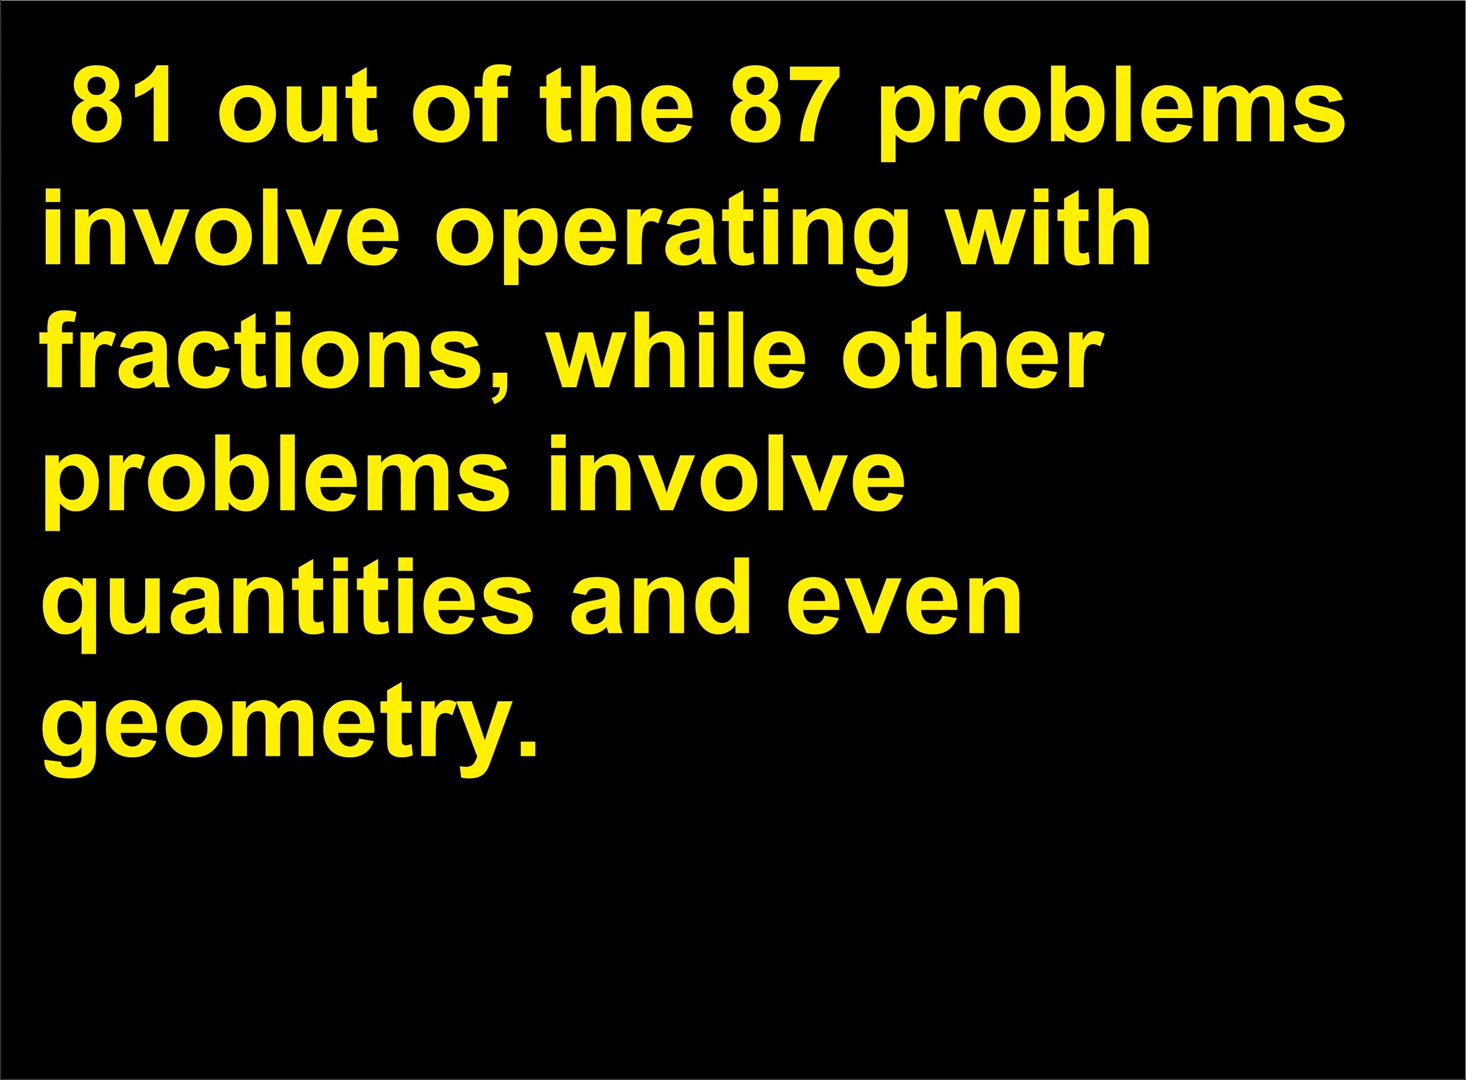 81 out of the 87 problems
involve operating with
fractions, while other
problems involve
quantities and even
geometry.